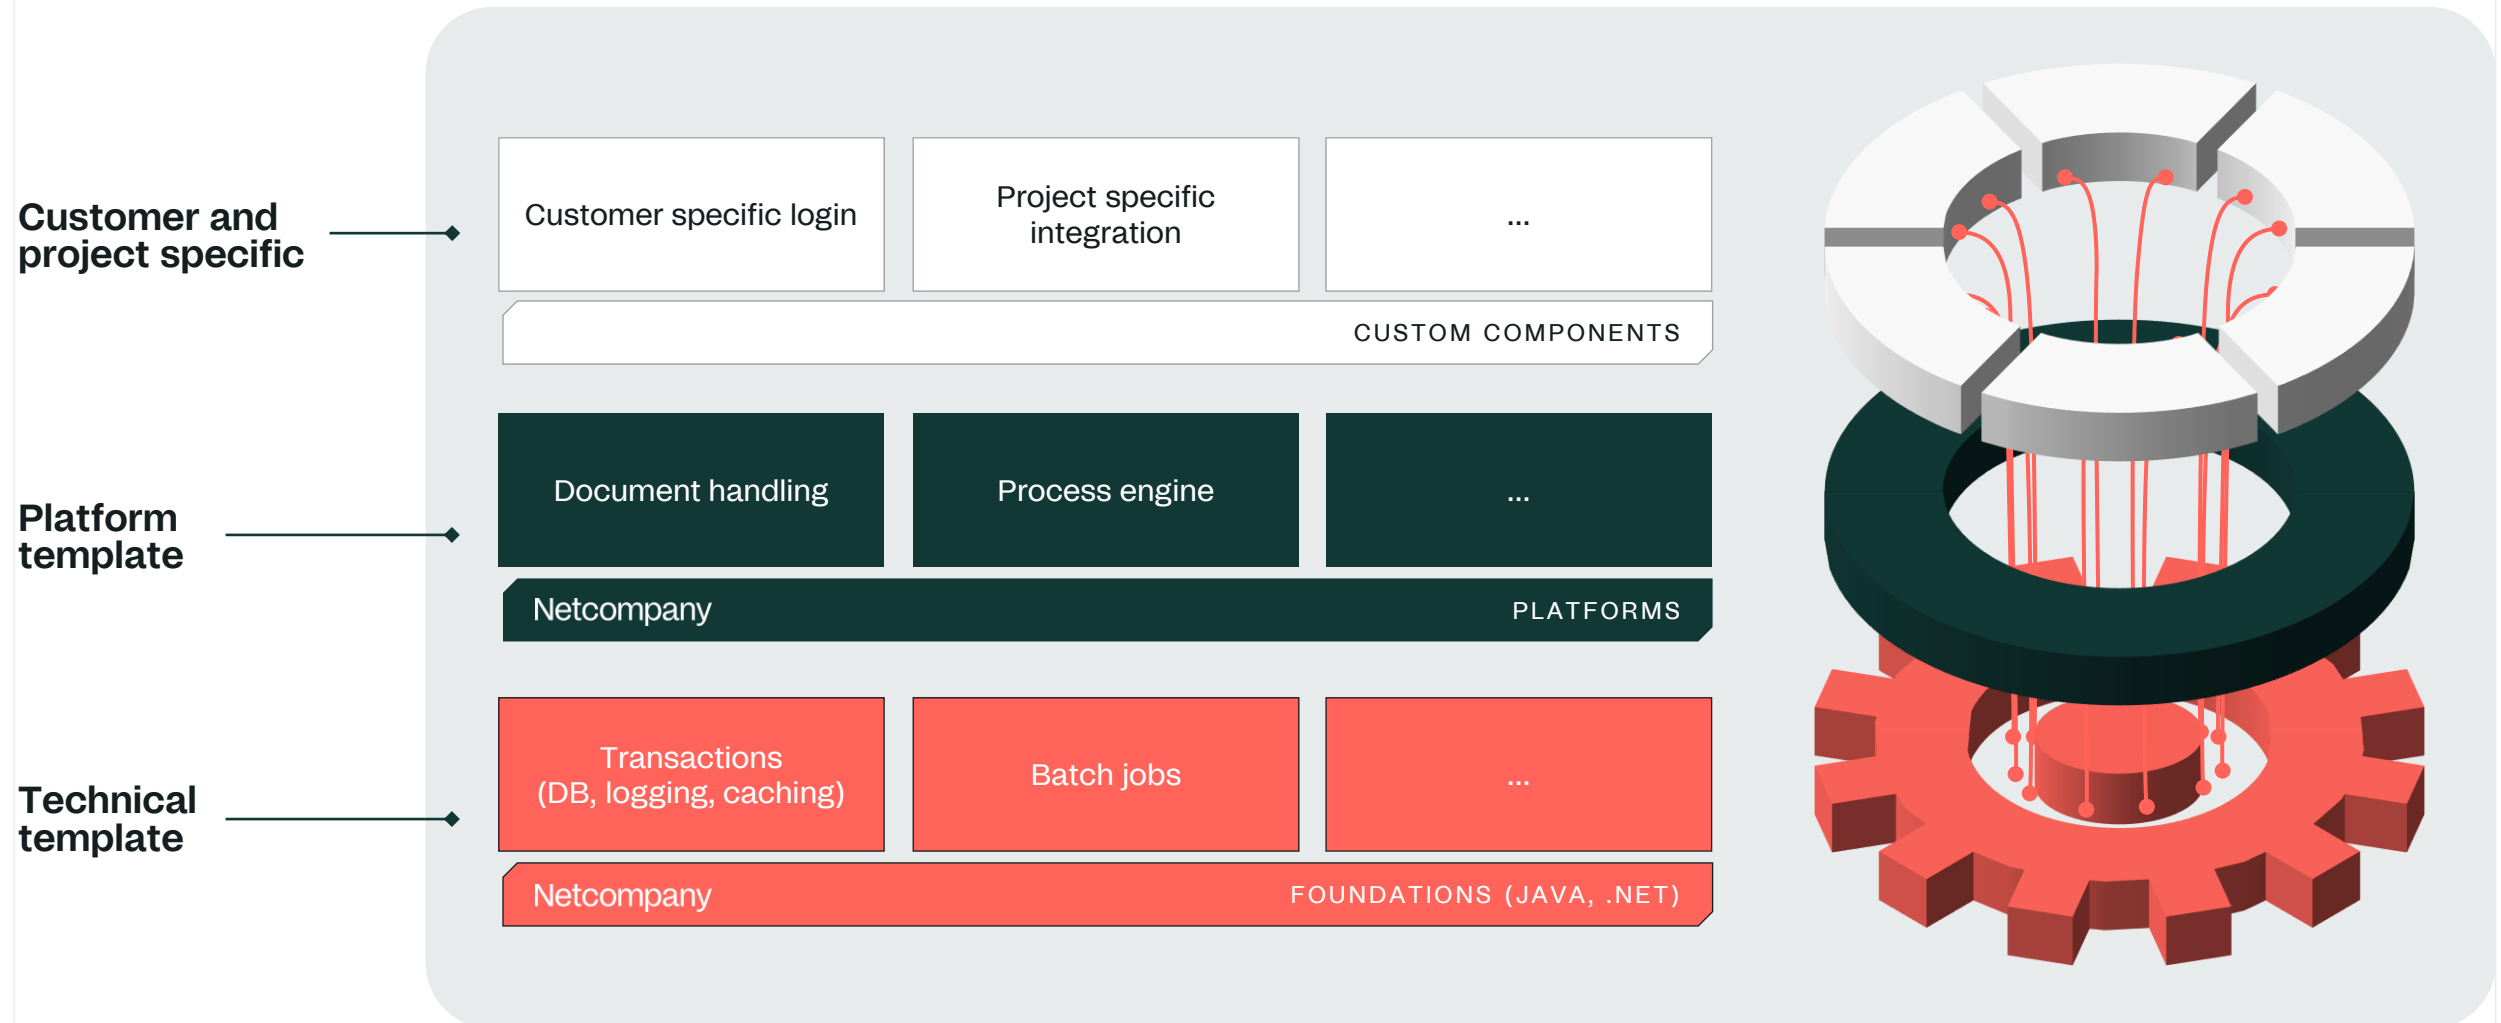 Customer and
project specific
Customer specific login
Project specific
integration
...
CUSTOM COMPONENTS
Platform
template
Document handling
Process engine
...
Netcompany
PLATFORMS
Technical
template
Transactions
(DB, logging, caching)
Batch jobs
...
Netcompany
FOUNDATIONS (JAVA, .NET)